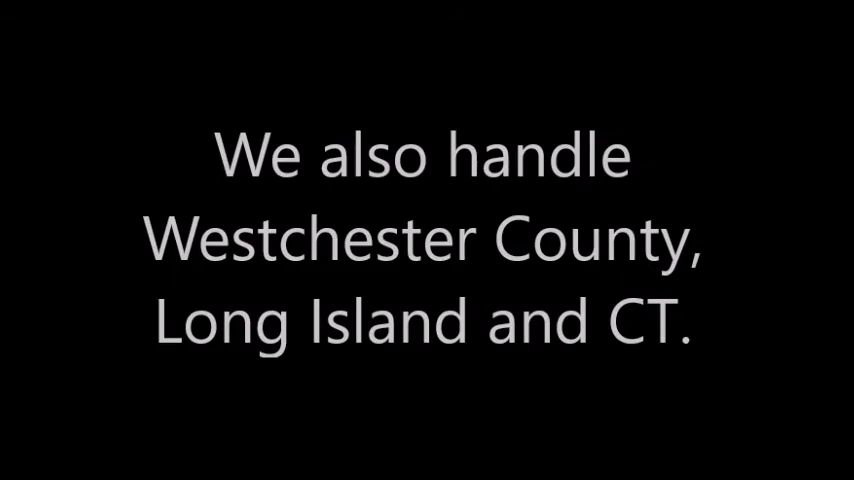 We also handle
Westchester County,
Long Island and CT.